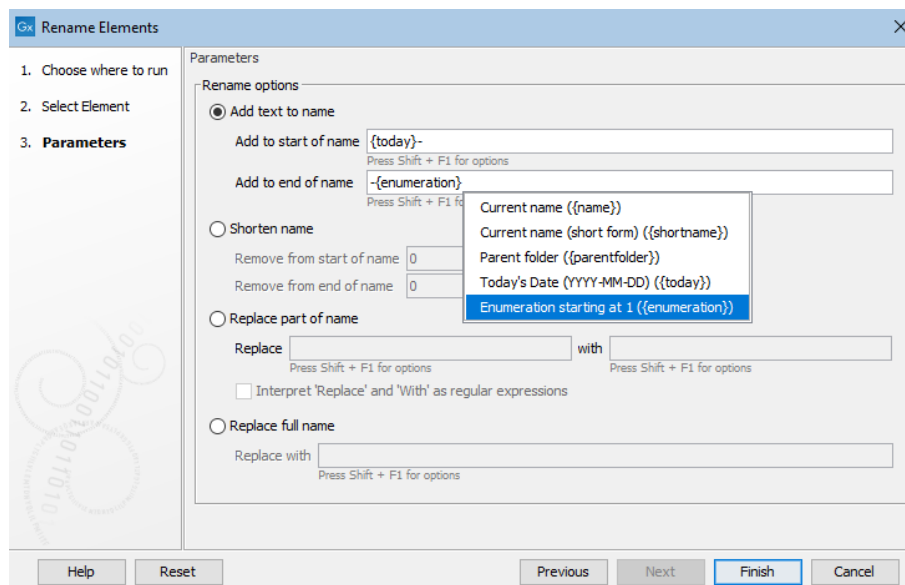 Gx Rename Elements
1. Choose where to run
2. Select Element
3. Parameters
Parameters
Rename options
Add text to name
Add to start of name {today}-
Press Shift + F1 for options
Add to end of name -{enumeration}
Press Shift + F1
Current name ({name})
Current name (short form) ({shortname})
Parent folder ({parentfolder})
Today's Date (YYYY-MM-DD) ({today})
Enumeration starting at 1 ({enumeration})
Shorten name
Remove from start of name 0
Remove from end of name 0
Replace part of name
Replace with
Press Shift + F1 for options Press Shift + F1 for options
Interpret 'Replace' and 'With' as regular expressions
Replace full name
Replace with
Press Shift + F1 for options
Help Reset Previous Next Finish Cancel